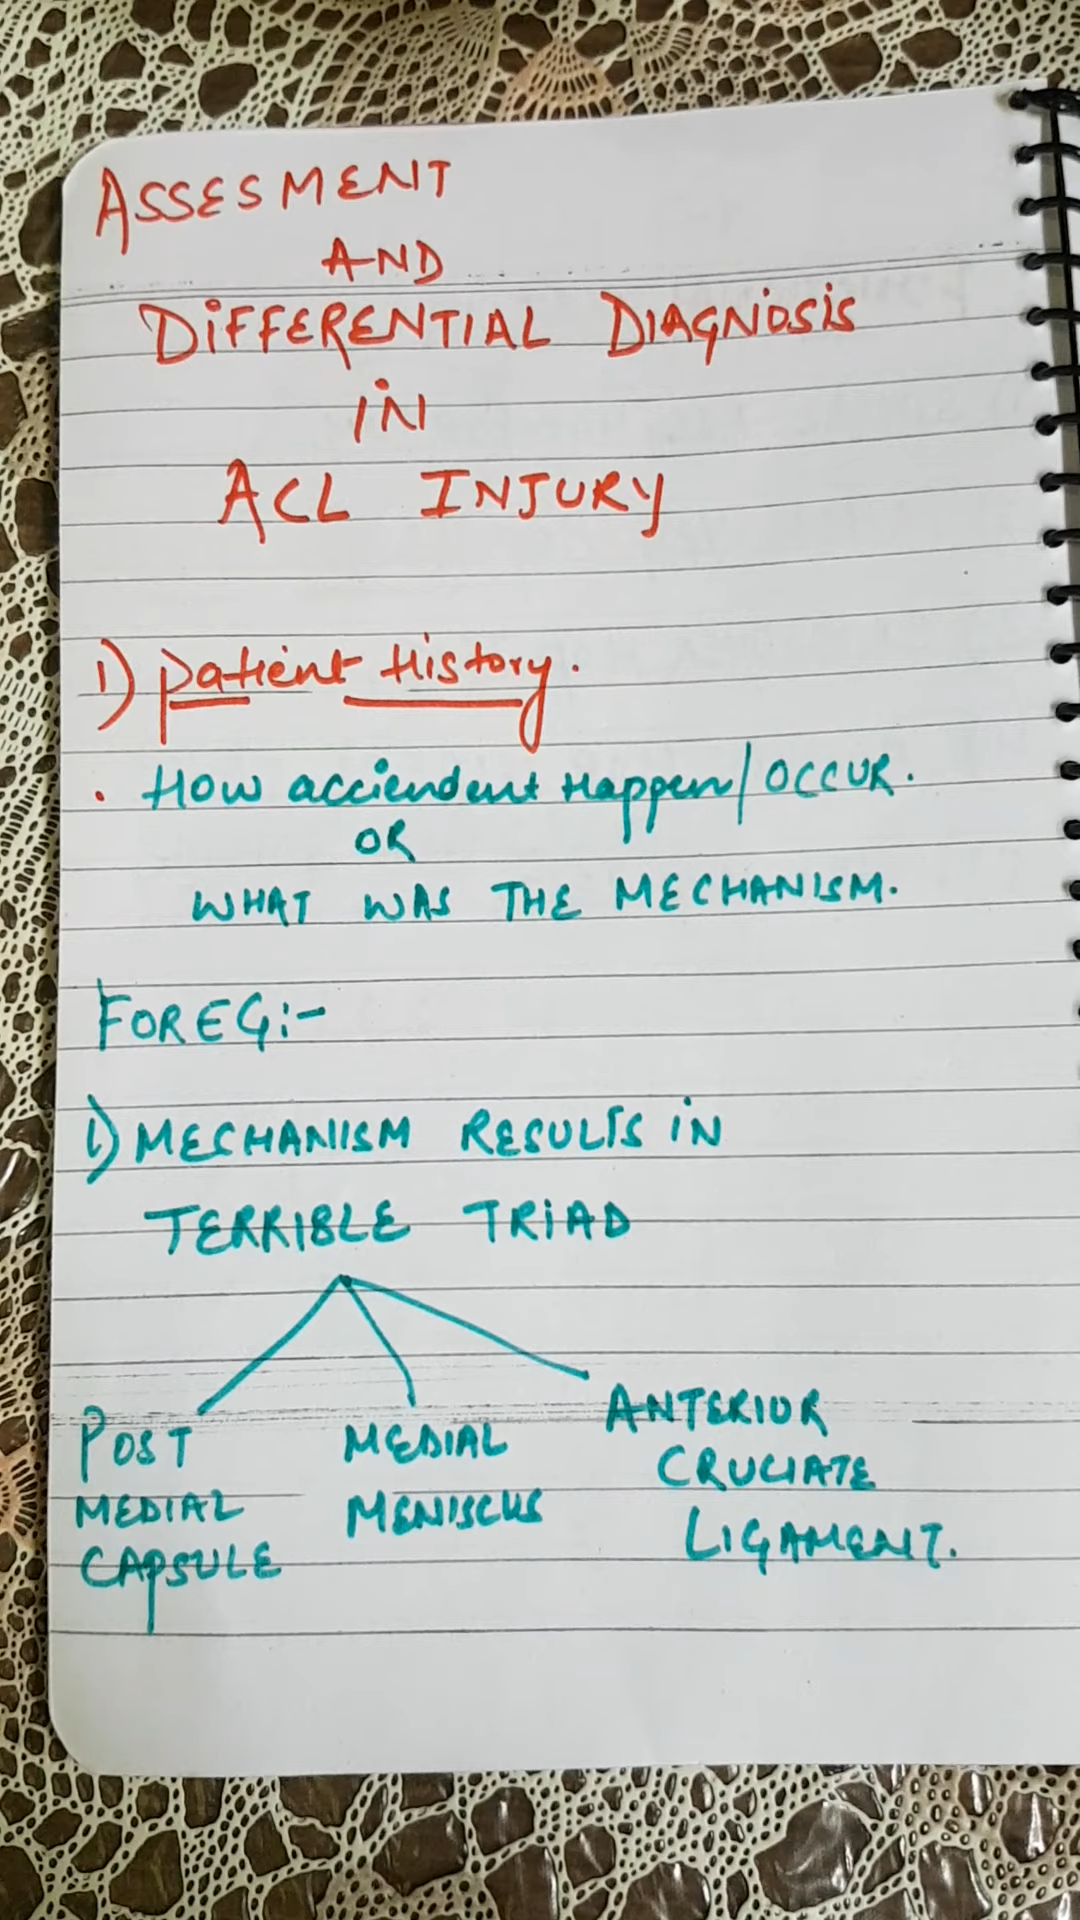 ASSESMENT
AND
DIFFERENTIAL DIAGNOSIS
IN
ACL INJURY
1) Patient History.
. How acciendent Happen/OCCUR.
OR
WHAT WAS THE MECHANISM.
FOREG:-
1) MECHANISM RESULTS IN
TERRIBLE TRIAD
POST MEDIAL CAPSULE
MEDIAL MENISCUS
ANTERIOR CRUCIATE LIGAMENT.